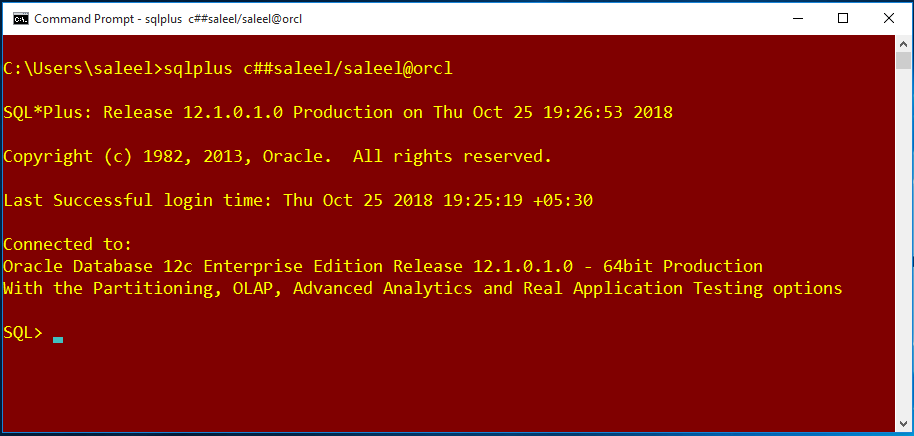 Command Prompt - sqlplus  c##saleel/saleel@orcl
C:\Users\saleel>sqlplus c##saleel/saleel@orcl
SQL*Plus: Release 12.1.0.1.0 Production on Thu Oct 25 19:26:53 2018
Copyright (c) 1982, 2013, Oracle.  All rights reserved.
Last Successful login time: Thu Oct 25 2018 19:25:19 +05:30
Connected to:
Oracle Database 12c Enterprise Edition Release 12.1.0.1.0 - 64bit Production
With the Partitioning, OLAP, Advanced Analytics and Real Application Testing options
SQL>